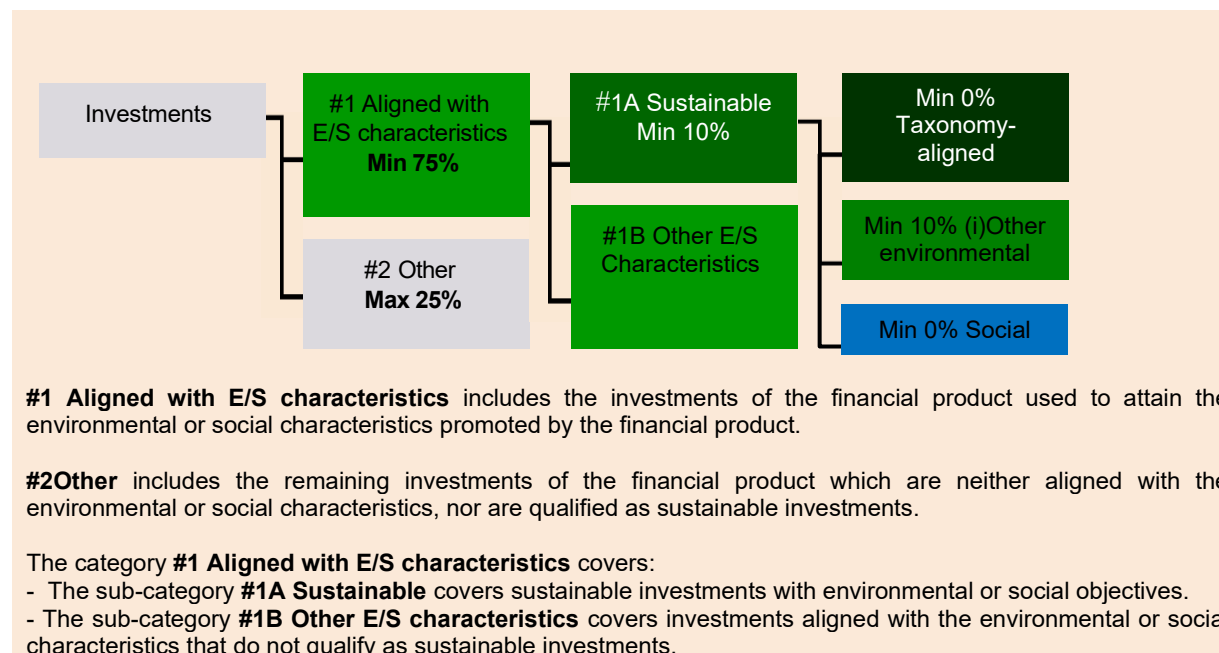 Investments
#1 Aligned with
E/S characteristics
Min 75%
#2 Other
Max 25%
#1A Sustainable
Min 10%
#1B Other E/S
Characteristics
Min 0%
Taxonomy-
aligned
Min 10% (i)Other
environmental
Min 0% Social
#1 Aligned with E/S characteristics includes the investments of the financial product used to attain the
environmental or social characteristics promoted by the financial product.
#2Other includes the remaining investments of the financial product which are neither aligned with the
environmental or social characteristics, nor are qualified as sustainable investments.
The category #1 Aligned with E/S characteristics covers:
- The sub-category #1A Sustainable covers sustainable investments with environmental or social objectives.
- The sub-category #1B Other E/S characteristics covers investments aligned with the environmental or social
characteristics that do not qualify as sustainable investments.